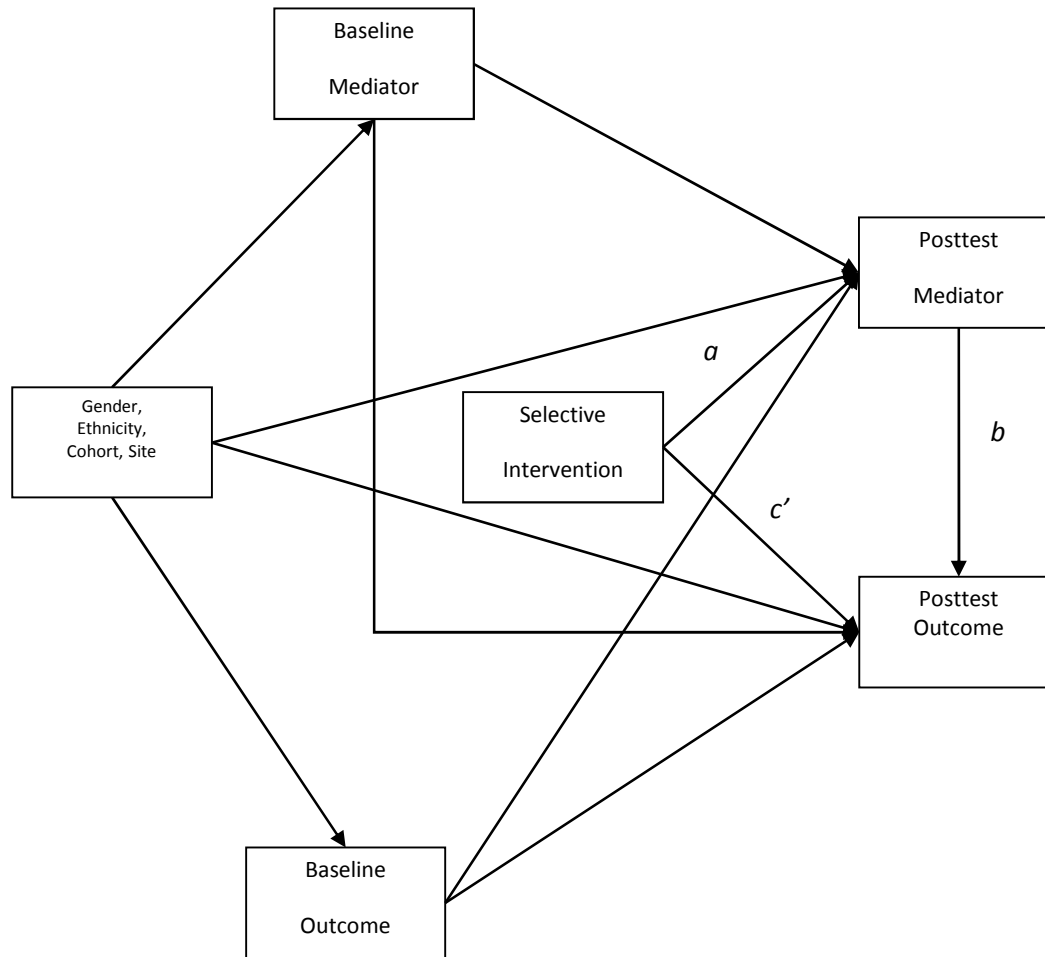 Baseline
Mediator
Posttest
Mediator
a
Gender,
Ethnicity,
Cohort, Site
Selective
Intervention
b
c’
Posttest
Outcome
Baseline
Outcome